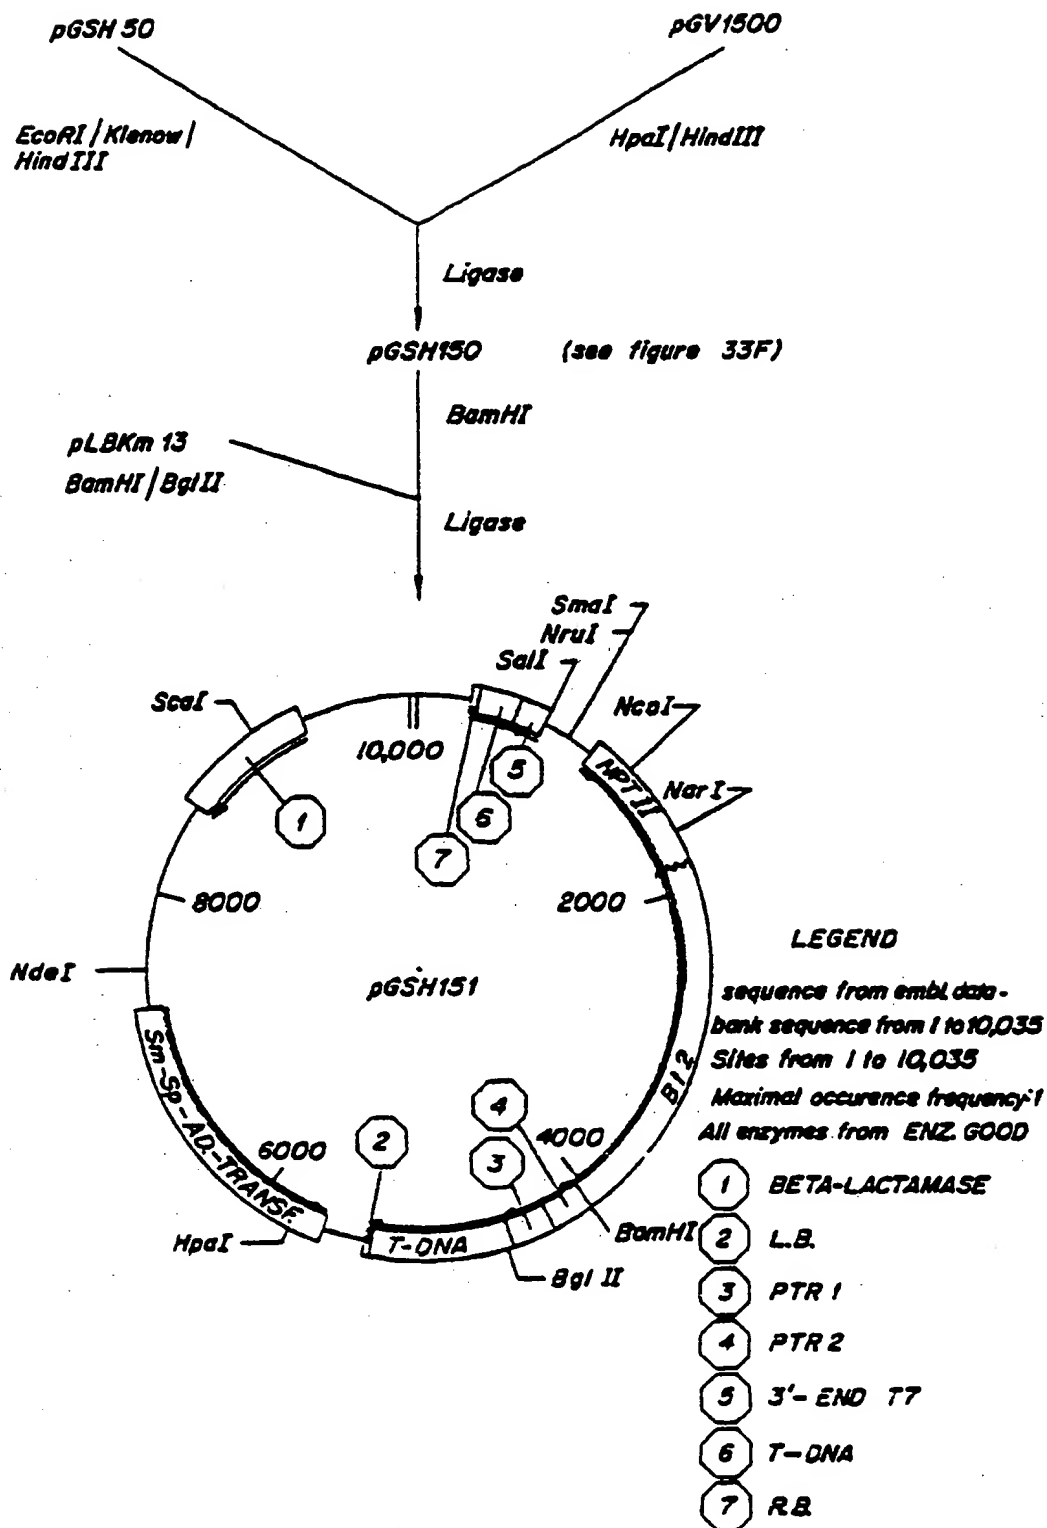 pGSH 50
pGV1500
EcoRI/Klenow/
HindIII
HpaI/HindIII
Ligase
pGSH150 (see figure 33F)
BamHI
pLBKm 13
BamHI/BglII
Ligase
SmaI
NruI
SalI
ScaI
NcoI
10,000
5
NPTII
NarI
1
6
7
8000
2000
LEGEND
NdeI
pGSH151
sequence from embl. data-
bank sequence from 1 to 10,035
Sites from 1 to 10,035
Bt2
Maximal occurence frequency:1
All enzymes from ENZ. GOOD
4
4000
Sm-Sp-AD.-TRANSF.
6000
2
3
1 BETA-LACTAMASE
HpaI
T-DNA
BamHI
2 L.B.
Bgl II
3 PTR 1
4 PTR 2
5 3'-END T7
6 T-DNA
7 R.B.